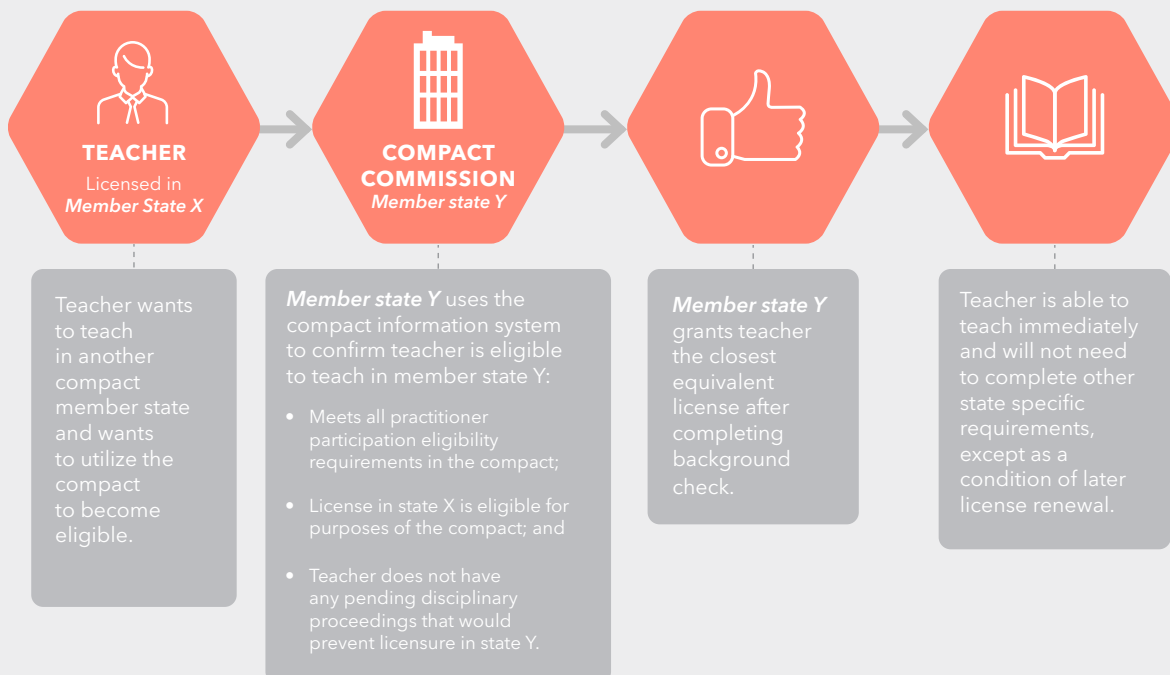 TEACHER
Licensed in
Member State X
COMPACT
COMMISSION
Member state Y
Teacher wants
to teach
in another
compact
member state
and wants
to utilize the
compact
to become
eligible.
Member state Y uses the
compact information system
to confirm teacher is eligible
to teach in member state Y:
• Meets all practitioner
participation eligibility
requirements in the compact;
• License in state X is eligible for
purposes of the compact; and
• Teacher does not have
any pending disciplinary
proceedings that would
prevent licensure in state Y.
Member state Y
grants teacher
the closest
equivalent
license after
completing
background
check.
Teacher is able to
teach immediately
and will not need
to complete other
state specific
requirements,
except as a
condition of later
license renewal.